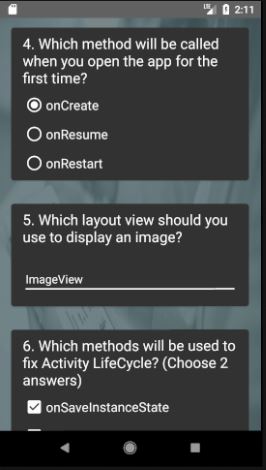 2:11
4. Which method will be called
when you open the app for the
first time?
onCreate
onResume
onRestart
5. Which layout view should you
use to display an image?
ImageView
6. Which methods will be used to
fix Activity LifeCycle? (Choose 2
answers)
onSaveInstanceState